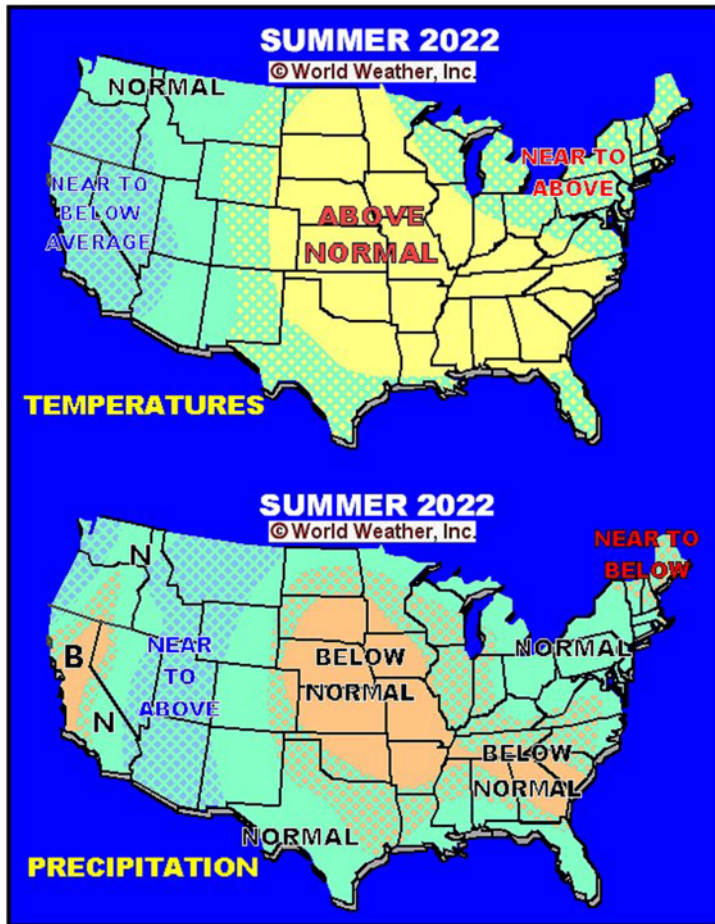 SUMMER 2022
© World Weather, Inc.
NORMAL
NEAR TO
ABOVE
NEAR TO
BELOW
AVERAGE
ABOVE
NORMAL
TEMPERATURES
SUMMER 2022
© World Weather, Inc.
N
NEAR TO
BELOW
B
NEAR
TO
ABOVE
N
BELOW
NORMAL
NORMAL
BELOW
NORMAL
NORMAL
PRECIPITATION